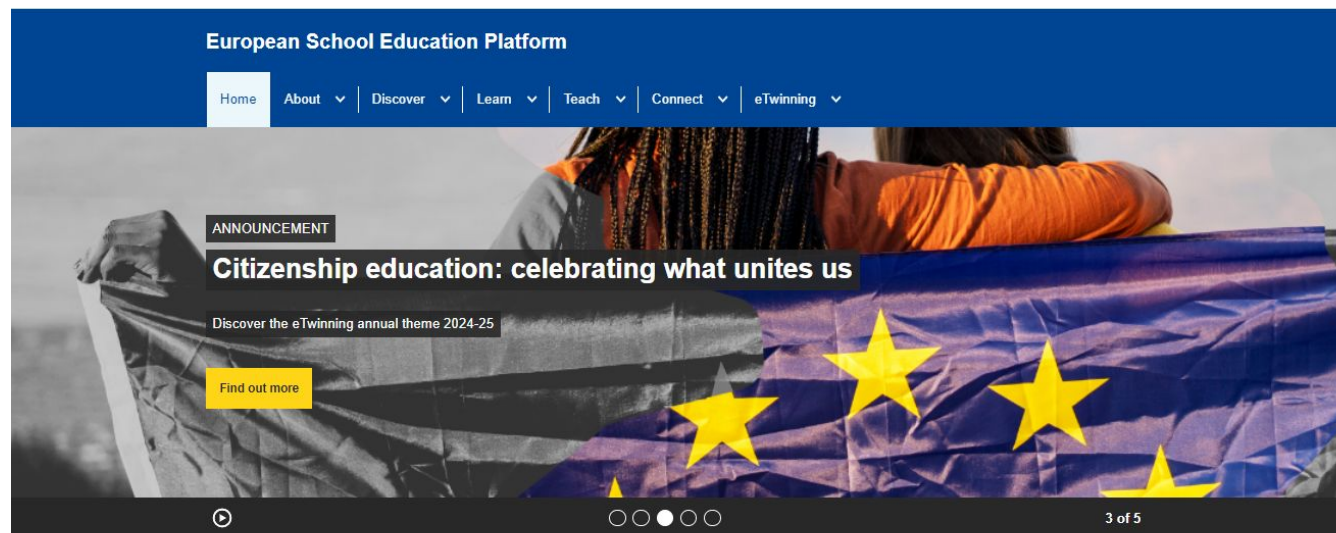 European School Education Platform
Home About Discover Learn Teach Connect eTwinning
ANNOUNCEMENT
Citizenship education: celebrating what unites us
Discover the eTwinning annual theme 2024-25
Find out more
3 of 5